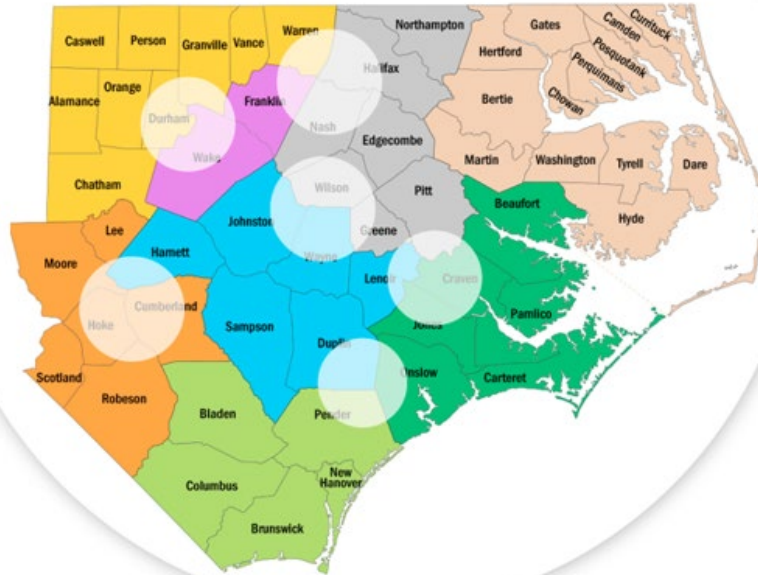 Caswell
Person
Granville
Vance
Warren
Northampton
Halifax
Hertford
Gates
Currituck
Camden
Pasquotank
Perquimans
Chowan
Bertie
Alamance
Orange
Durham
Franklin
Nash
Edgecombe
Wake
Martin
Washington
Tyrell
Dare
Chatham
Wilson
Pitt
Beaufort
Hyde
Lee
Johnston
Greene
Moore
Harnett
Wayne
Lenoir
Craven
Pamlico
Hoke
Cumberland
Sampson
Duplin
Jones
Scotland
Robeson
Bladen
Pender
Onslow
Carteret
Columbus
New
Hanover
Brunswick